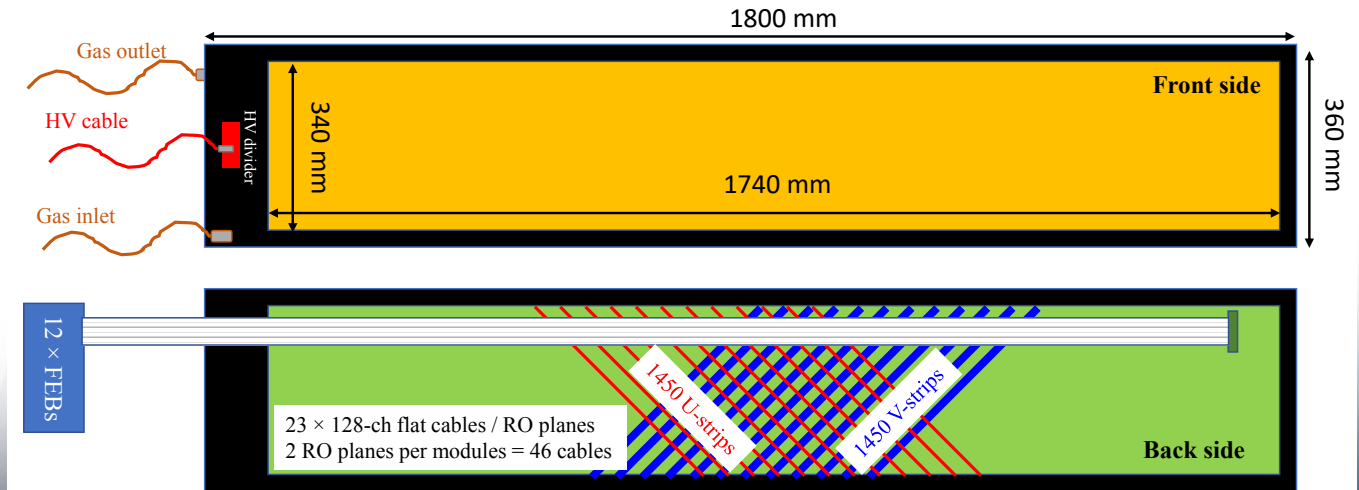 1800 mm
Gas outlet
Front side
HV cable
HV divider
340 mm
360 mm
1740 mm
Gas inlet
12 × FEBs
1450 U-strips
1450 V-strips
23 × 128-ch flat cables / RO planes
2 RO planes per modules = 46 cables
Back side